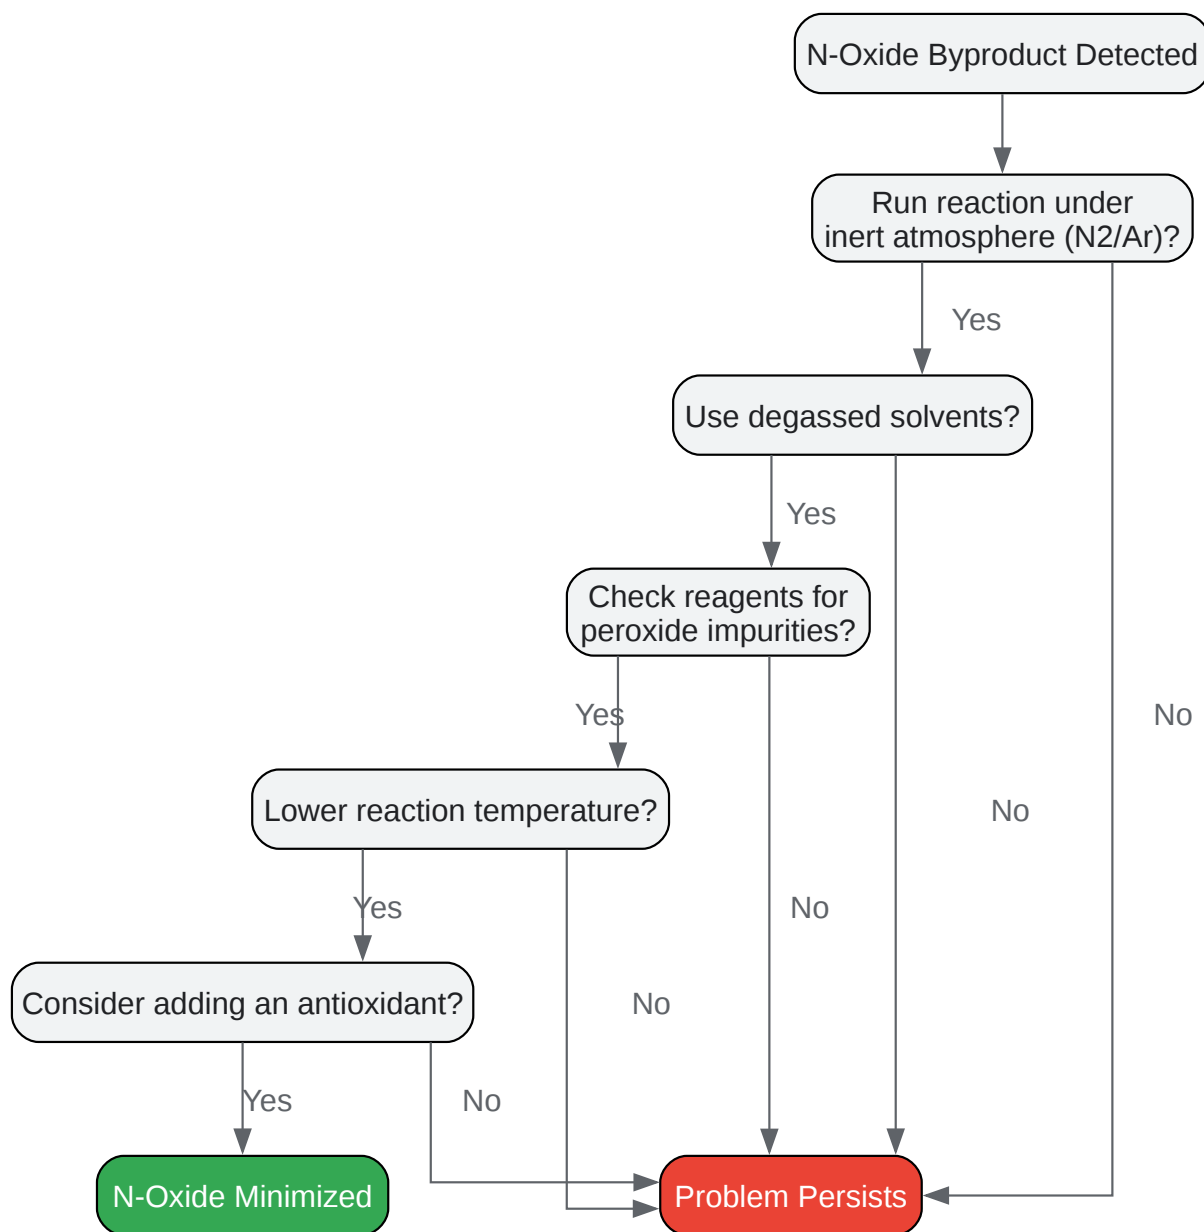 N-Oxide Byproduct Detected
Run reaction under
inert atmosphere (N2/Ar)?
Yes
Use degassed solvents?
Yes
Check reagents for
peroxide impurities?
Yes
No
Lower reaction temperature?
No
Yes
No
Consider adding an antioxidant?
No
Yes
No
N-Oxide Minimized
Problem Persists